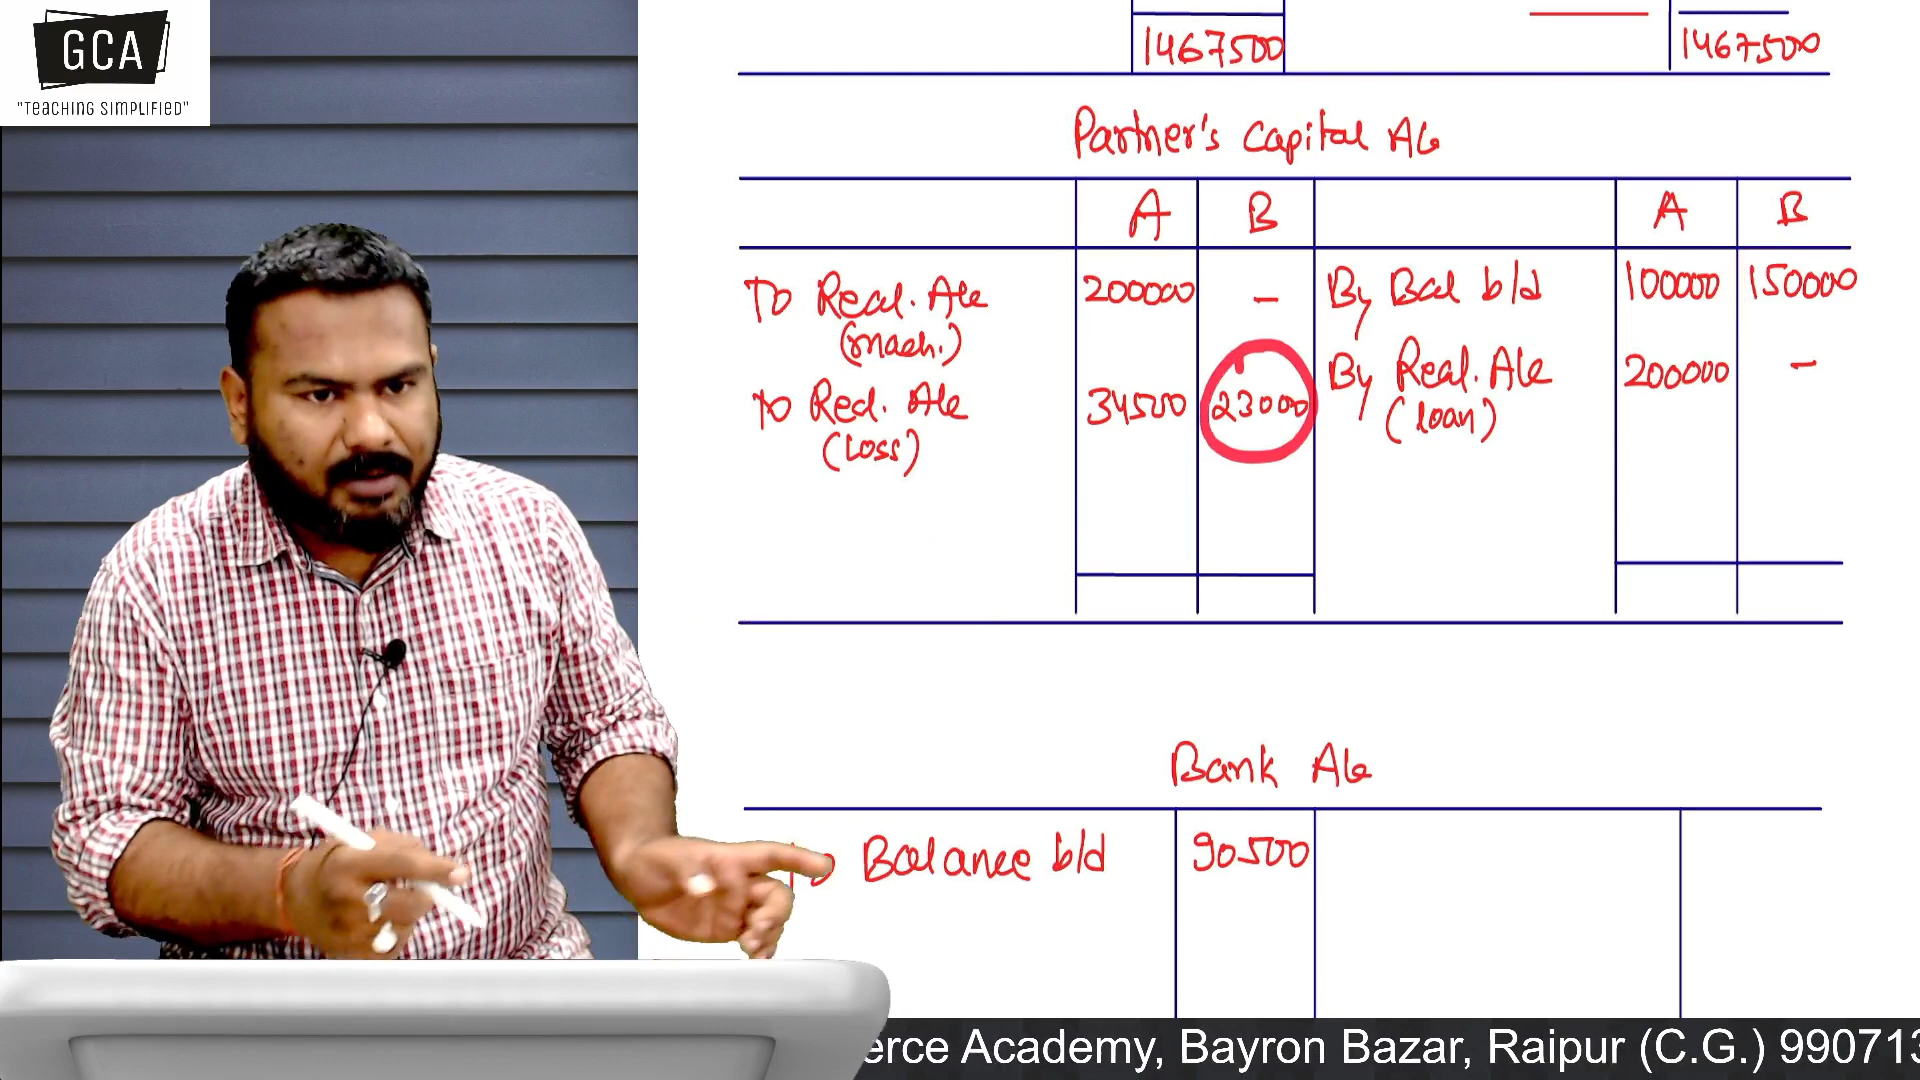 GCA
"TEACHING SIMPLIFIED"
1467500 1467500
Partner's Capital A/c
A B A B
To Real. A/c 200000 - By Bal b/d 100000 150000
(mach.)
By Real. A/c 200000 -
To Real. A/c 34500 23000 (loan)
(Loss)
Bank A/c
To Balance b/d 90500
erce Academy, Bayron Bazar, Raipur (C.G.) 990713